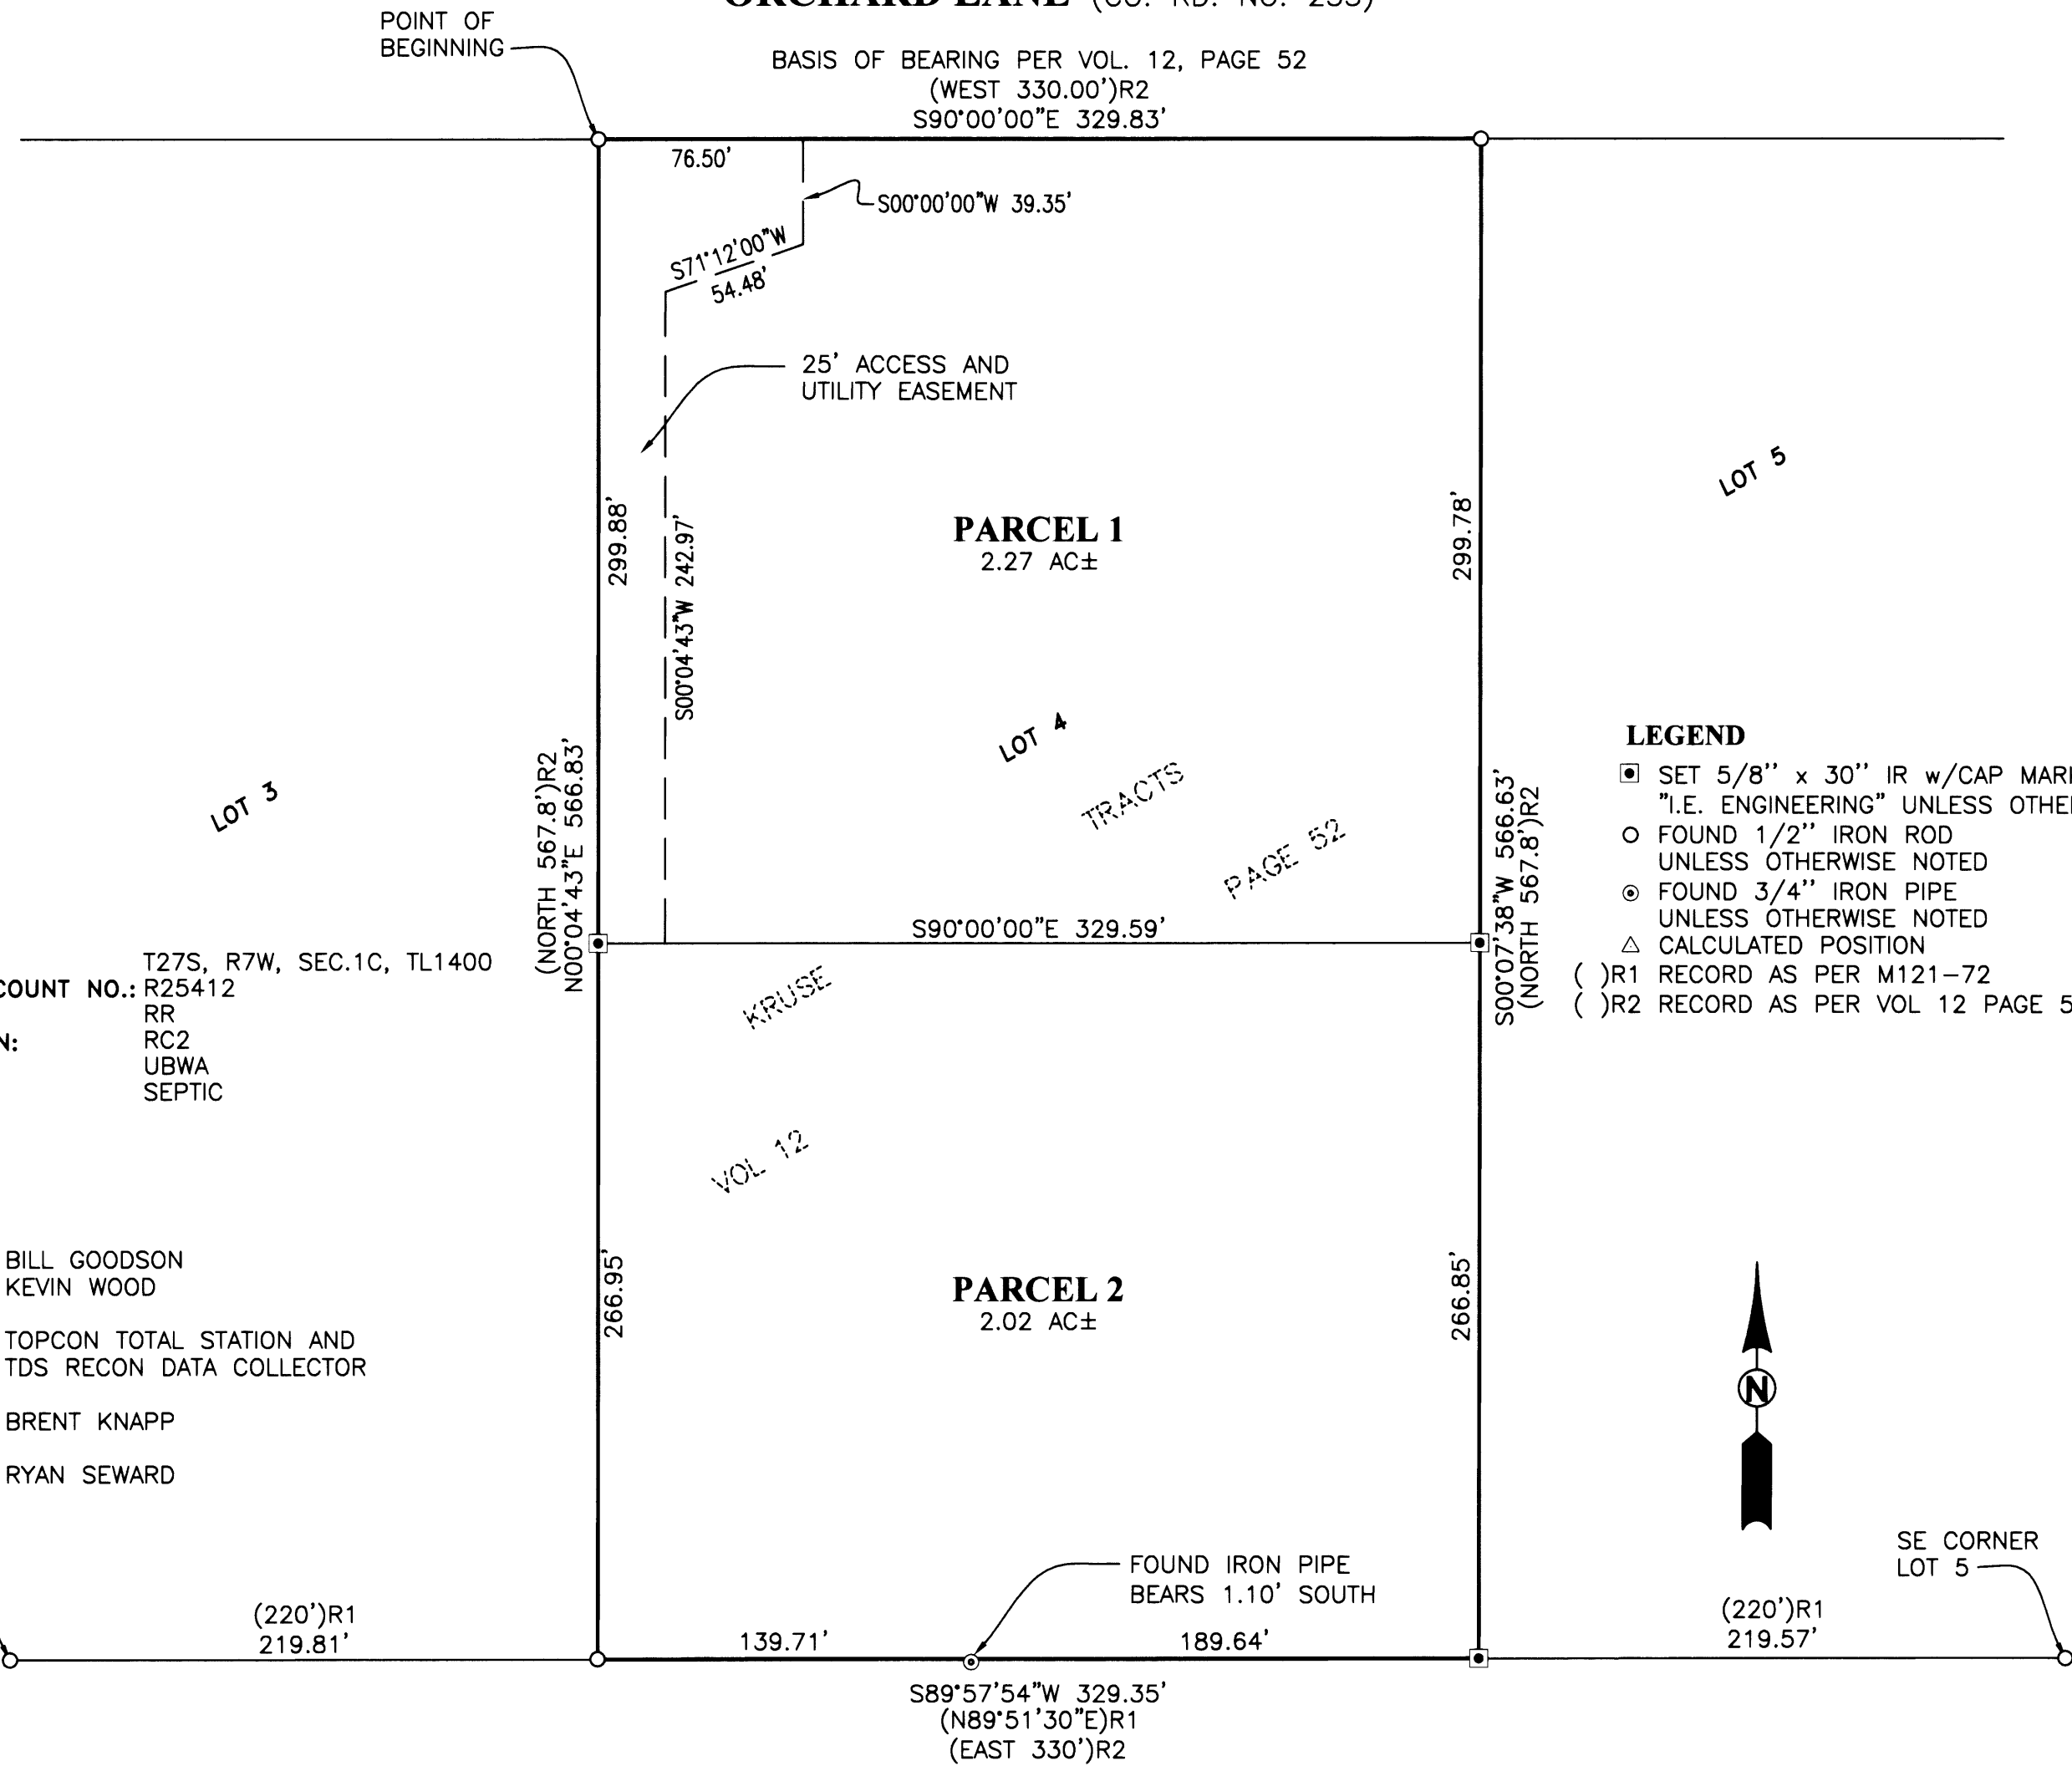 ORCHARD LANE (CO. RD. NO. 253)
POINT OF
BEGINNING
BASIS OF BEARING PER VOL. 12, PAGE 52
(WEST 330.00')R2
S90°00'00"E 329.83'
76.50'
S00°00'00"W 39.35'
S71°12'00"W
54.48'
25' ACCESS AND
UTILITY EASEMENT
LOT 5
299.88'
S00°04'43"W 242.97'
PARCEL 1
2.27 AC±
299.78'
LOT 3
(NORTH 567.8')R2
N00°04'43"E 566.83'
LOT 4
TRACTS
PAGE 52
S00°07'38"W 566.63'
(NORTH 567.8')R2
LEGEND
SET 5/8" x 30" IR w/CAP
"I.E. ENGINEERING" UNLESS
FOUND 1/2" IRON ROD
UNLESS OTHERWISE NOTED
FOUND 3/4" IRON PIPE
UNLESS OTHERWISE NOTED
CALCULATED POSITION
( )R1 RECORD AS PER M121-72
( )R2 RECORD AS PER VOL 12 PAGE
S90°00'00"E 329.59'
T27S, R7W, SEC.1C, TL1400
COUNT NO.: R25412
RR
N: RC2
UBWA
SEPTIC
KRUSE
VOL 12
BILL GOODSON
KEVIN WOOD
TOPCON TOTAL STATION AND
TDS RECON DATA COLLECTOR
BRENT KNAPP
RYAN SEWARD
266.95'
PARCEL 2
2.02 AC±
266.85'
N
SE CORNER
LOT 5
FOUND IRON PIPE
BEARS 1.10' SOUTH
(220')R1
219.81'
139.71'
189.64'
(220')R1
219.57'
S89°57'54"W 329.35'
(N89°51'30"E)R1
(EAST 330')R2